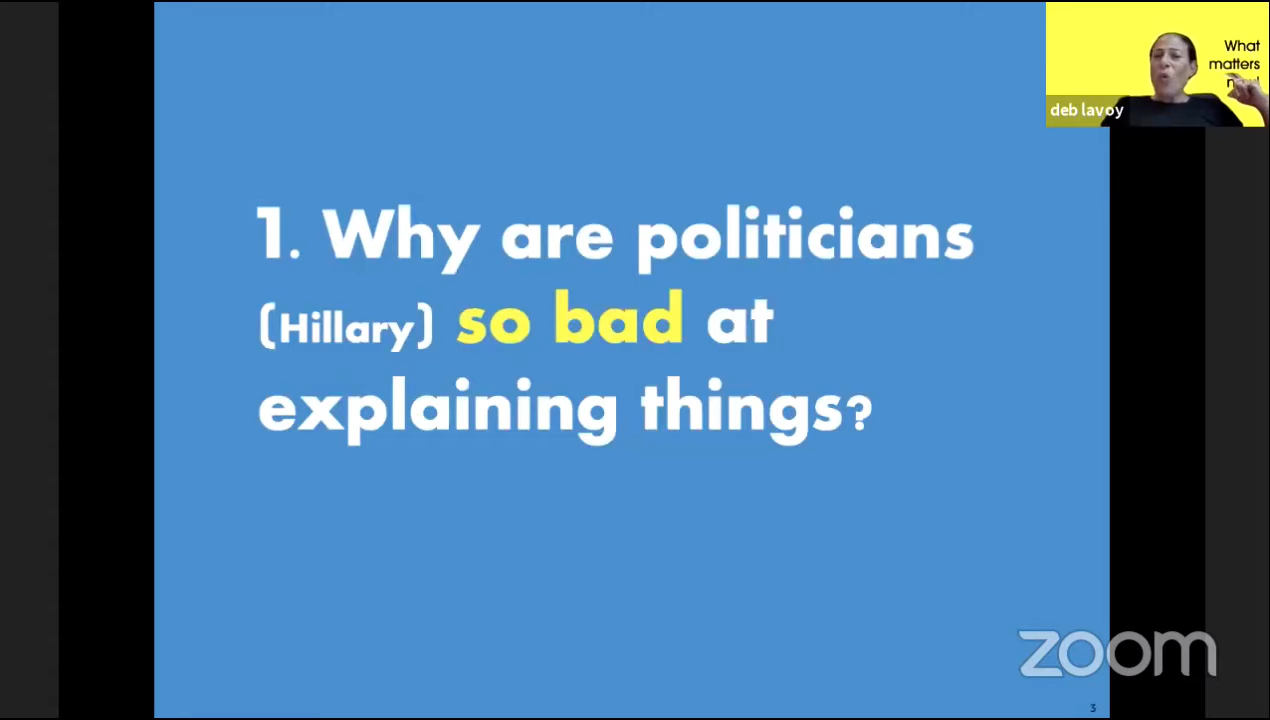 1. Why are politicians
(Hillary) so bad at
explaining things?
What
matters
deb lavoy
zoom
3